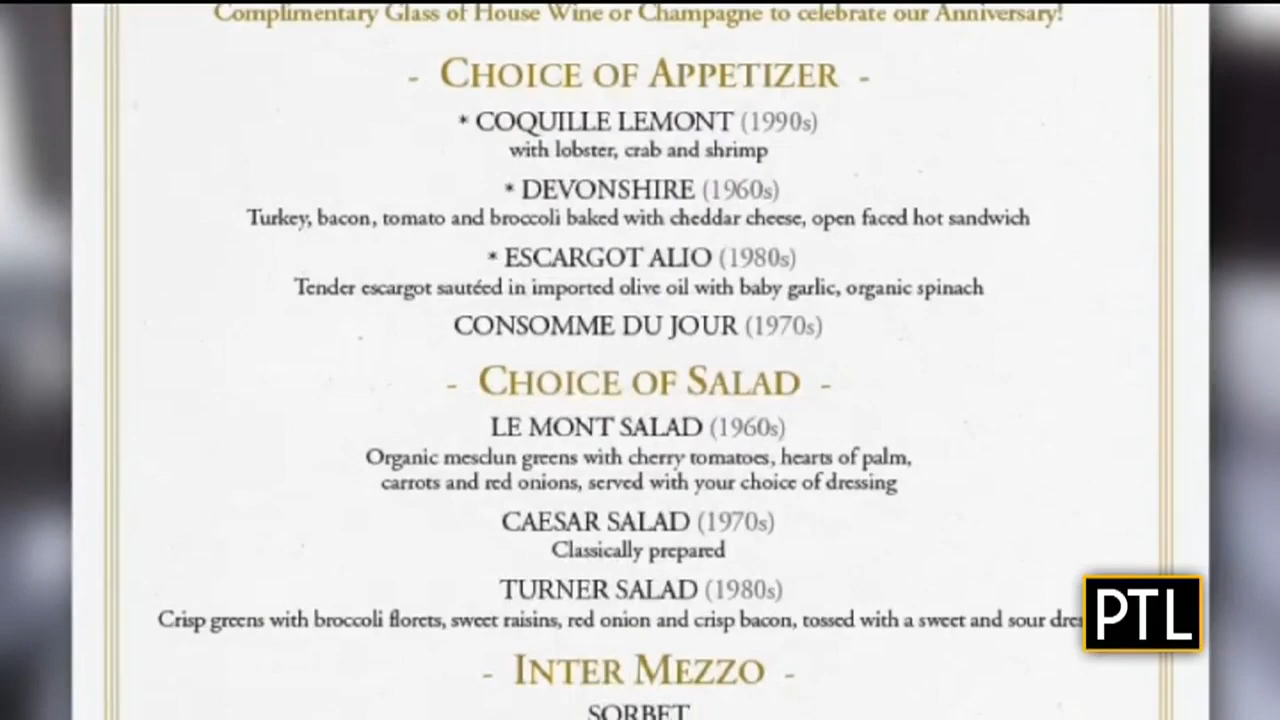 Complimentary Glass of House Wine or Champagne to celebrate our Anniversary!
- CHOICE OF APPETIZER -
* COQUILLE LEMONT (1990s)
with lobster, crab and shrimp
* DEVONSHIRE (1960s)
Turkey, bacon, tomato and broccoli baked with cheddar cheese, open faced hot sandwich
* ESCARGOT ALIO (1980s)
Tender escargot sautéed in imported olive oil with baby garlic, organic spinach
CONSOMME DU JOUR (1970s)
- CHOICE OF SALAD -
LE MONT SALAD (1960s)
Organic mesclun greens with cherry tomatoes, hearts of palm,
carrots and red onions, served with your choice of dressing
CAESAR SALAD (1970s)
Classically prepared
TURNER SALAD (1980s)
Crisp greens with broccoli florets, sweet raisins, red onion and crisp bacon, tossed with a sweet and sour dres
PTL
- INTER MEZZO -
SORBET